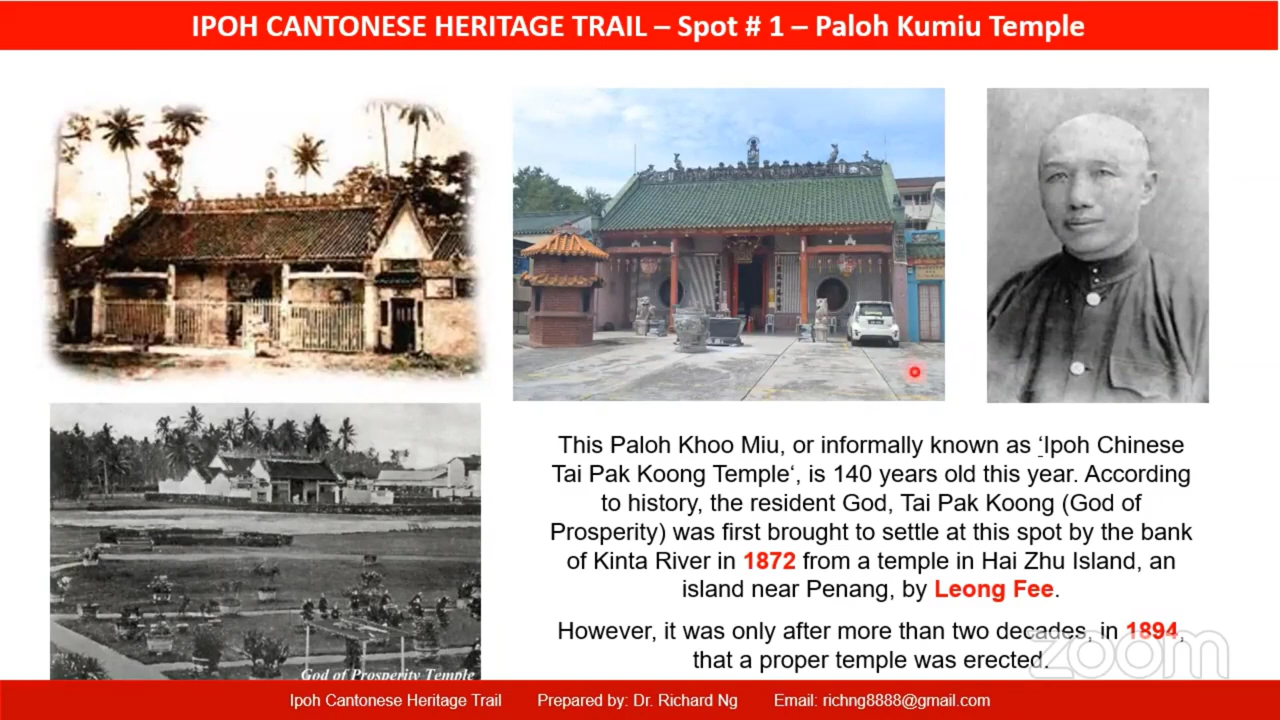 IPOH CANTONESE HERITAGE TRAIL – Spot # 1 – Paloh Kumiu Temple
This Paloh Khoo Miu, or informally known as ‘Ipoh Chinese
Tai Pak Koong Temple‘, is 140 years old this year. According
to history, the resident God, Tai Pak Koong (God of
Prosperity) was first brought to settle at this spot by the bank
of Kinta River in 1872 from a temple in Hai Zhu Island, an
island near Penang, by Leong Fee.
However, it was only after more than two decades, in 1894,
that a proper temple was erected.
zoom
God of Prosperity Temple
Ipoh Cantonese Heritage Trail Prepared by: Dr. Richard Ng Email: richng8888@gmail.com